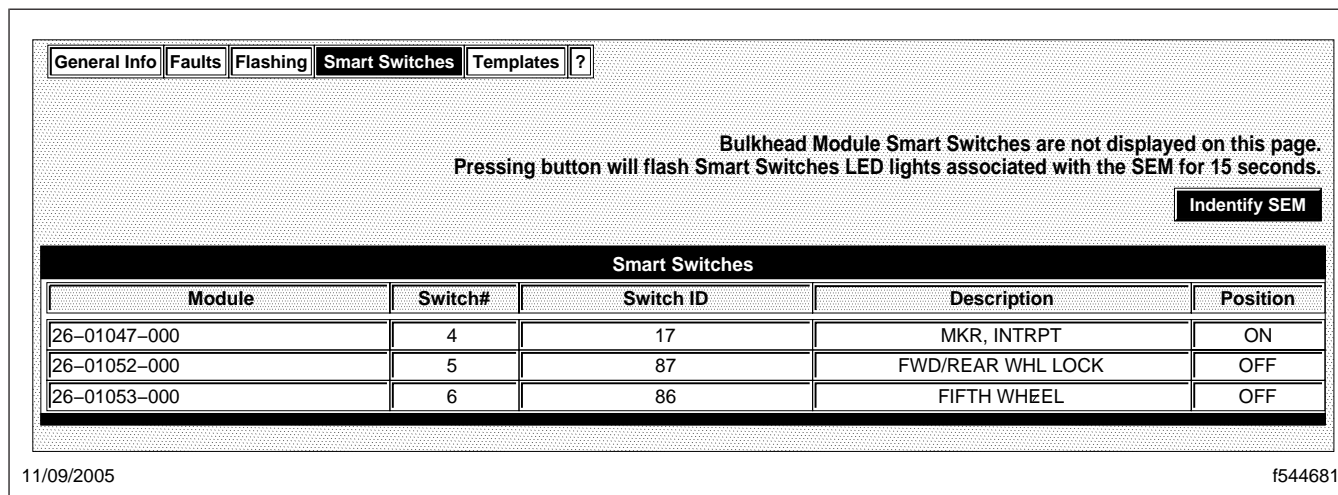 General Info Faults Flashing Smart Switches Templates ?
Bulkhead Module Smart Switches are not displayed on this page.
Pressing button will flash Smart Switches LED lights associated with the SEM for 15 seconds.
Indentify SEM
Smart Switches
Module Switch# Switch ID Description Position
26–01047–000 4 17 MKR, INTRPT ON
26–01052–000 5 87 FWD/REAR WHL LOCK OFF
26–01053–000 6 86 FIFTH WHEEL OFF
11/09/2005 f544681